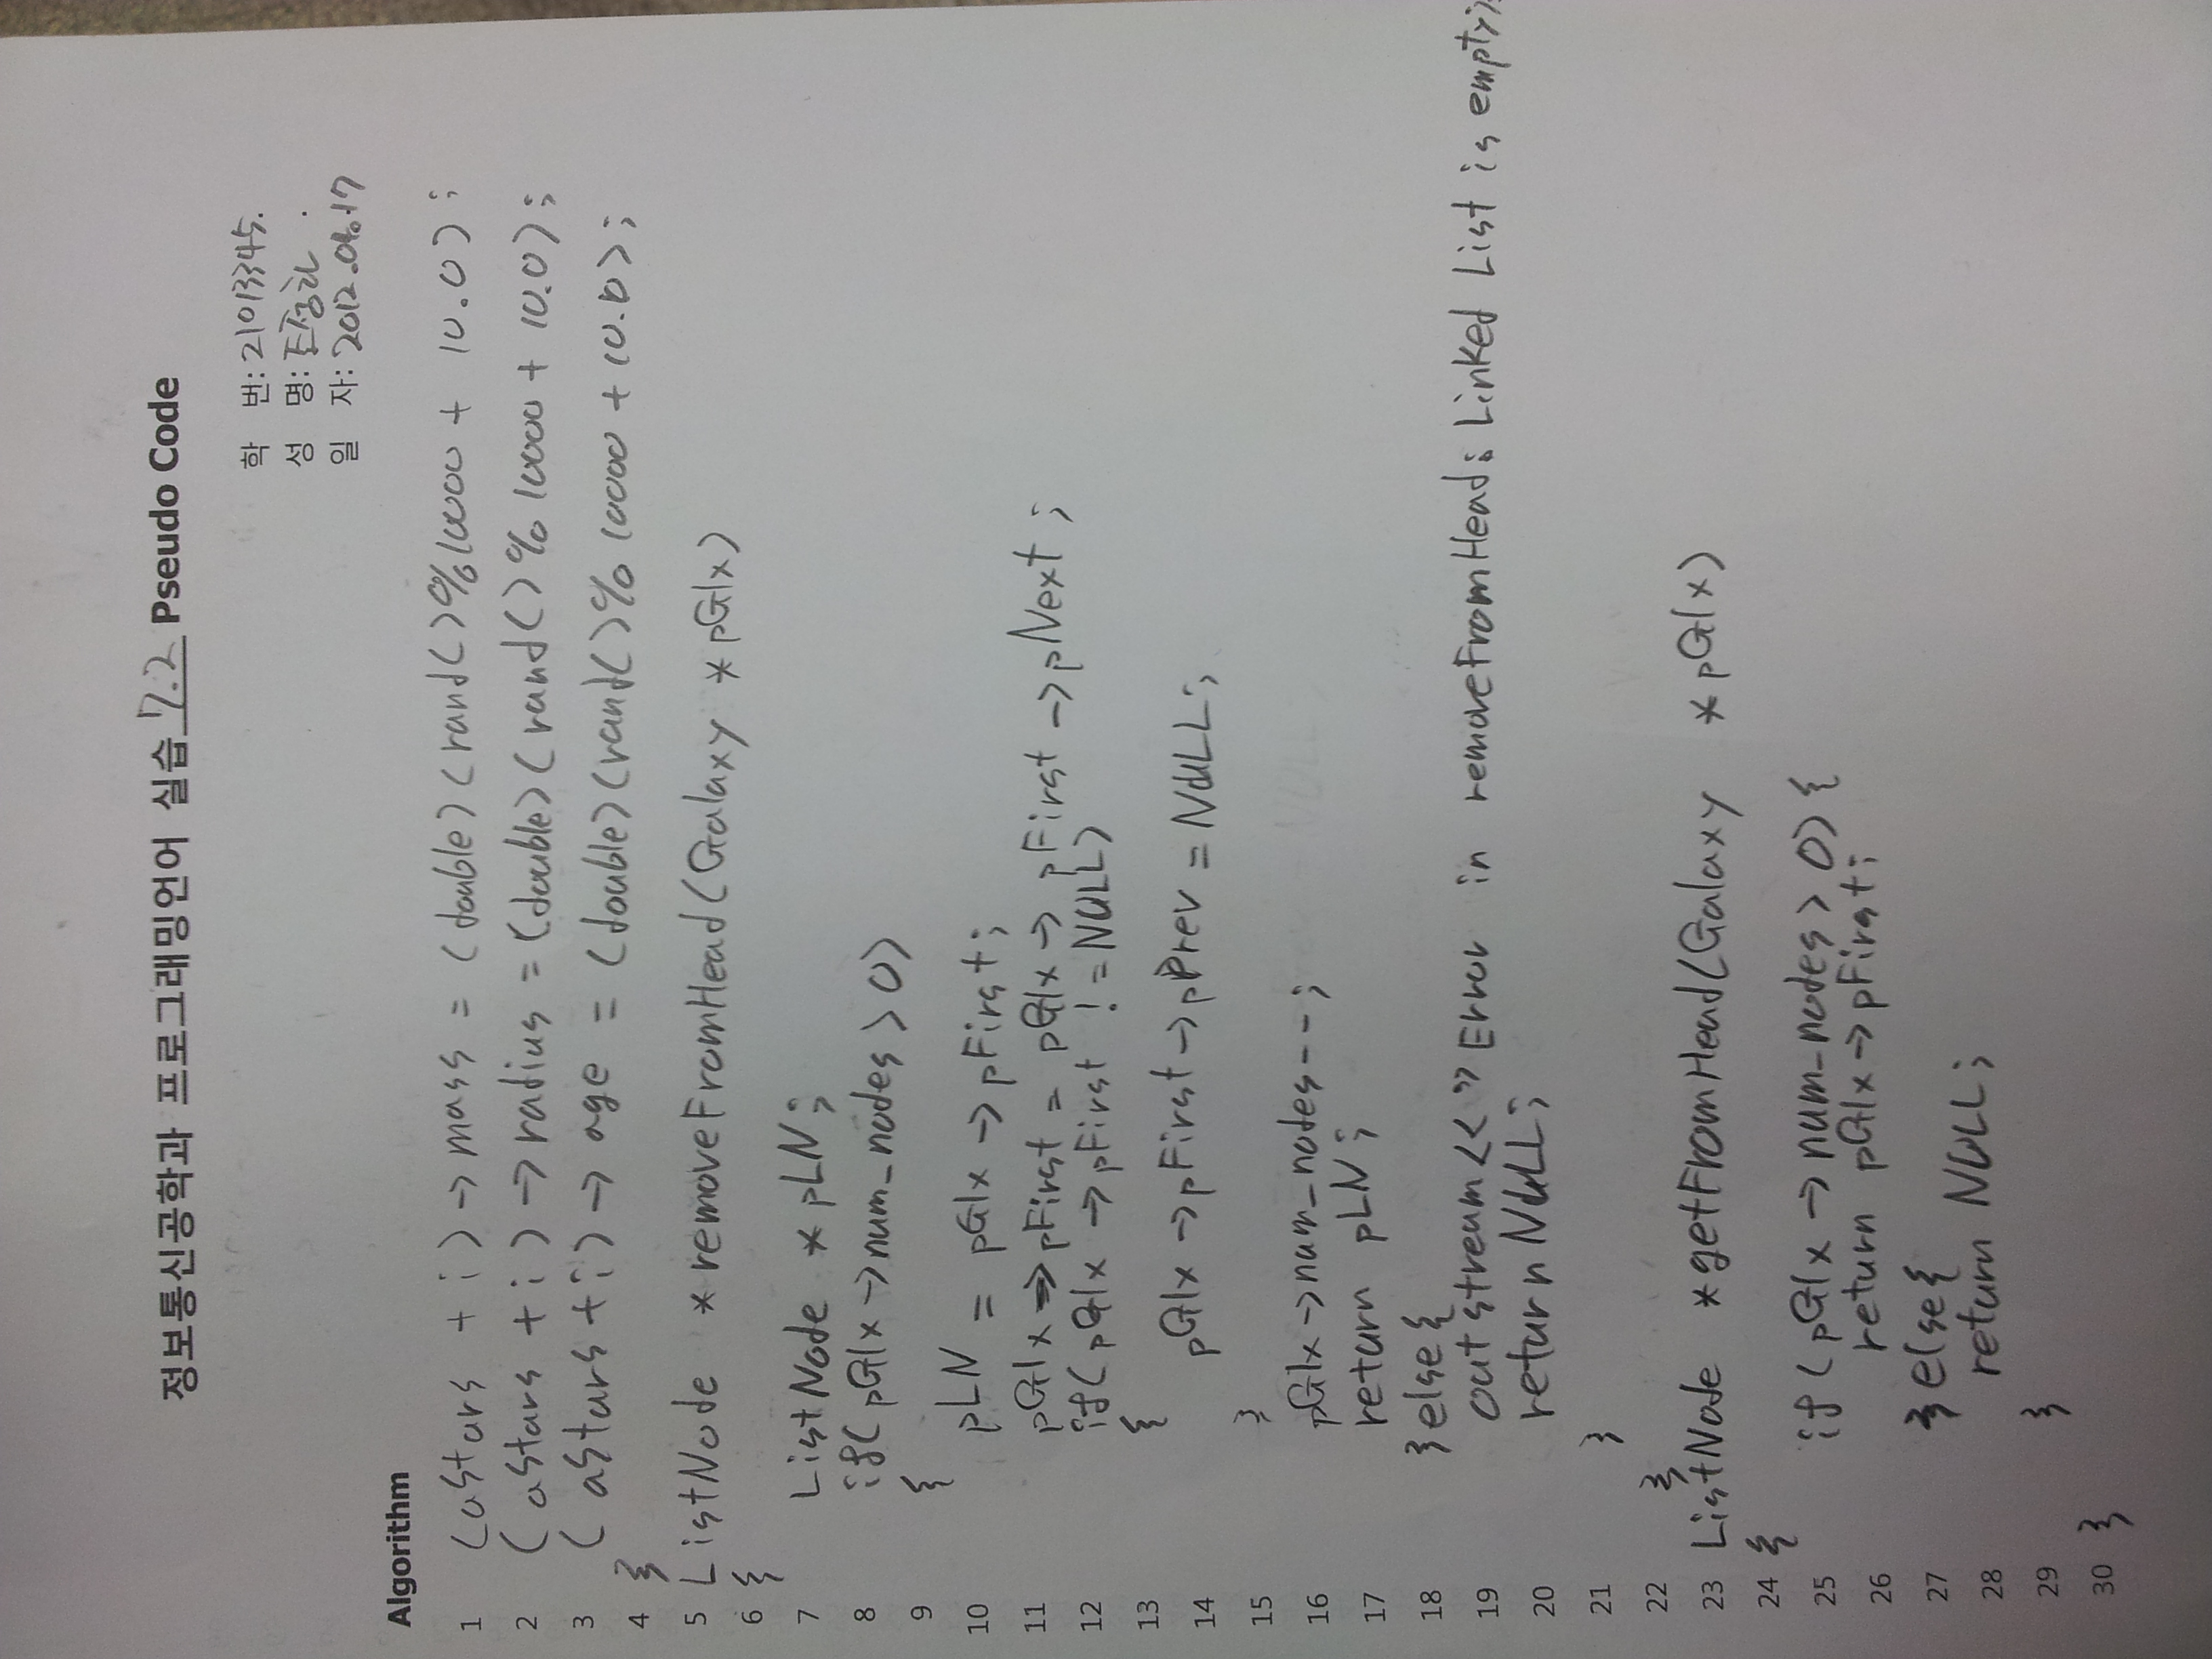 정보통신공학과 프로그래밍언어 실습 7.2 Pseudo Code
학 번: 21013345.
성 명:
일 자: 2012.
Algorithm
1 (astars + i)->mass = (double)(rand()%10000 + 10.0);
2 (astars + i)->radius = (double)(rand()%10000 + 10.0);
3 (astars + i)->age = (double)(rand()%10000 + 10.0);
4 }
5 ListNode *removeFromHead(Galaxy *pGlx)
6 {
7 ListNode *pLN;
8 if(pGlx->num_nodes > 0)
9 {
10 pLN = pGlx->pFirst;
11 pGlx->pFirst = pGlx->pFirst->pNext;
12 if(pGlx->pFirst != NULL)
13 {
14 pGlx->pFirst->pPrev = NULL;
15 }
16 pGlx->num_nodes--;
17 return pLN;
18 }else{
19 outstream<<"Error in removeFromHead: Linked List is empty
20 return NULL;
21 }
22 }
23 ListNode *getFromHead(Galaxy *pGlx)
24 {
25 if(pGlx->num_nodes > 0){
26 return pGlx->pFirst;
27 }else{
28 return NULL;
29 }
30 }